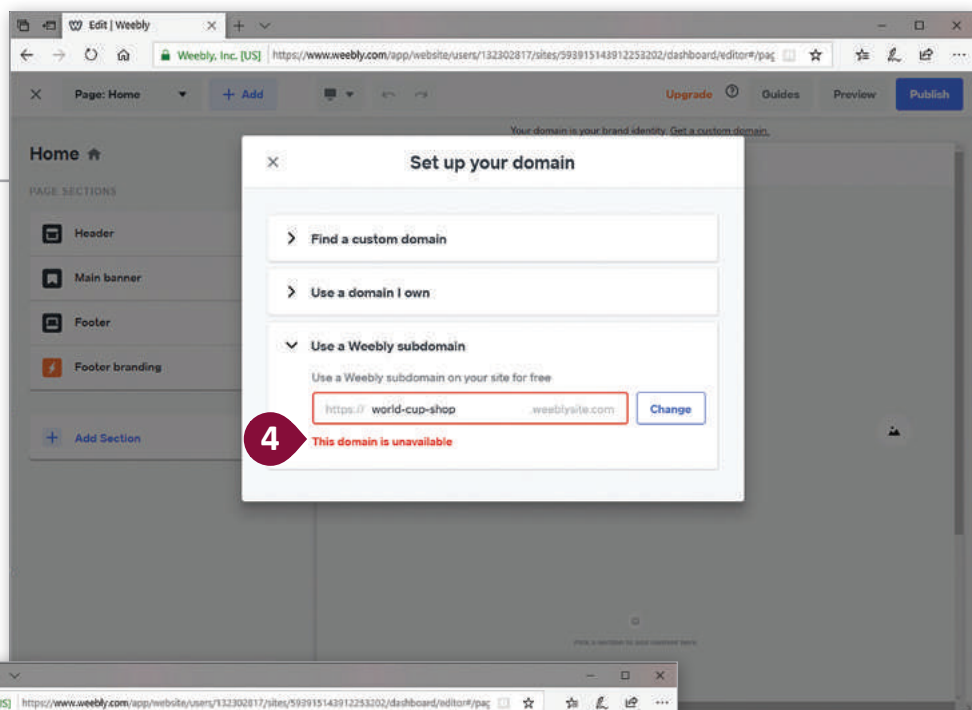 Edit | Weebly
Weebly, Inc. [US] https://www.weebly.com/app/website/users/132302817/sites/593915143912253202/dashboard/editor#/pag
Page: Home + Add Upgrade Guides Preview Publish
Your domain is your brand identity. Get a custom domain.
Home
PAGE SECTIONS
Header
Main banner
Footer
Footer branding
+ Add Section
Set up your domain
Find a custom domain
Use a domain I own
Use a Weebly subdomain
Use a Weebly subdomain on your site for free
https:// world-cup-shop .weeblysite.com Change
4 This domain is unavailable
US] https://www.weebly.com/app/website/users/132302817/sites/593915143912253202/dashboard/editor#/pag